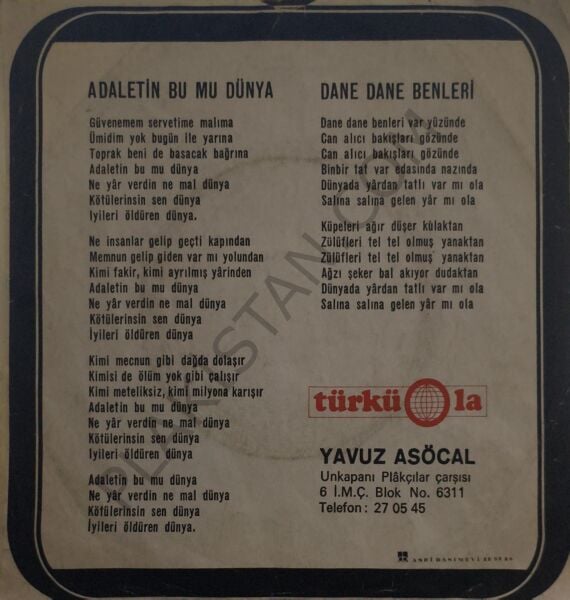 ADALETİN BU MU DÜNYA
Güvenemem servetime malıma
Ümidim yok bugün ile yarına
Toprak beni de basacak bağrına
Adaletin bu mu dünya
Ne yâr verdin ne mal dünya
Kötülerinsin sen dünya
İyileri öldüren dünya.
Ne insanlar gelip geçti kapından
Memnun gelip giden var mı yolundan
Kimi fakir, kimi ayrılmış yârinden
Adaletin bu mu dünya
Ne yâr verdin ne mal dünya
Kötülerinsin sen dünya
İyileri öldüren dünya
Kimi mecnun gibi dağda dolaşır
Kimisi de ölüm yok gibi çalışır
Kimi meteliksiz, kimi milyona karışır
Adaletin bu mu dünya
Ne yâr verdin ne mal dünya
Kötülerinsin sen dünya
İyileri öldüren dünya
Adaletin bu mu dünya
Ne yâr verdin ne mal dünya
Kötülerinsin sen dünya
İyileri öldüren dünya.
DANE DANE BENLERİ
Dane dane benleri var yüzünde
Can alıcı bakışları gözünde
Can alıcı bakışları gözünde
Binbir tat var edasında nazında
Dünyada yârdan tatlı var mı ola
Salına salına gelen yâr mı ola
Küpeleri ağır düşer kulaktan
Zülüfleri tel tel olmuş yanaktan
Zülüfleri tel tel olmuş yanaktan
Ağzı şeker bal akıyor dudaktan
Dünyada yârdan tatlı var mı ola
Salına salına gelen yâr mı ola
türkü ola
YAVUZ ASÖCAL
Unkapanı Plâkçılar çarşısı
6 İ.M.Ç. Blok No. 6311
Telefon: 27 05 45
PLAKSTAN.COM